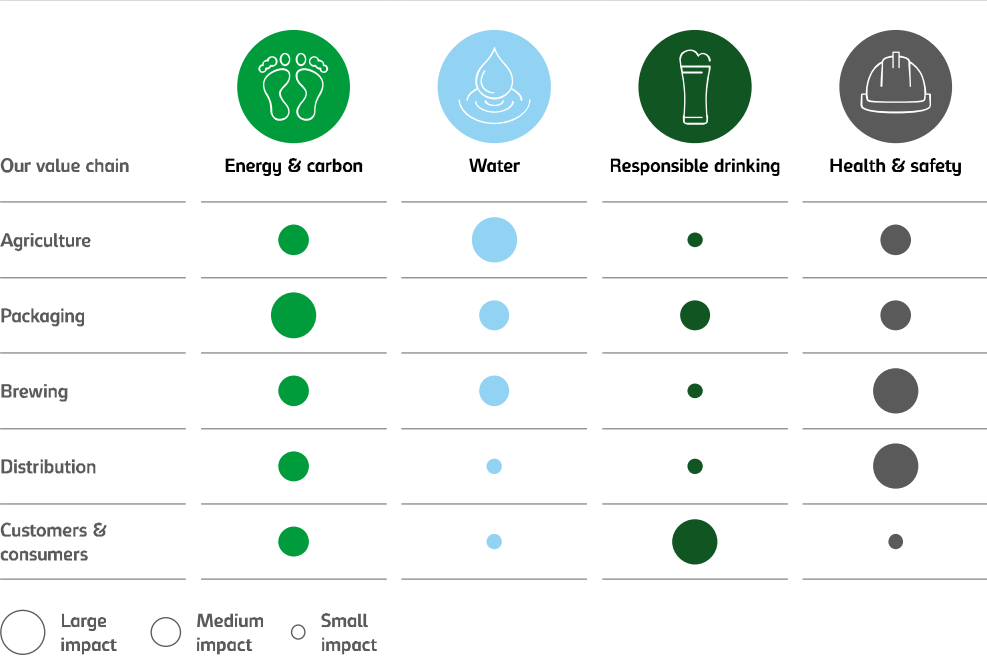 Our value chain
Energy & carbon
Water
Responsible drinking
Health & safety
Agriculture
Packaging
Brewing
Distribution
Customers &
consumers
Large
impact
Medium
impact
Small
impact